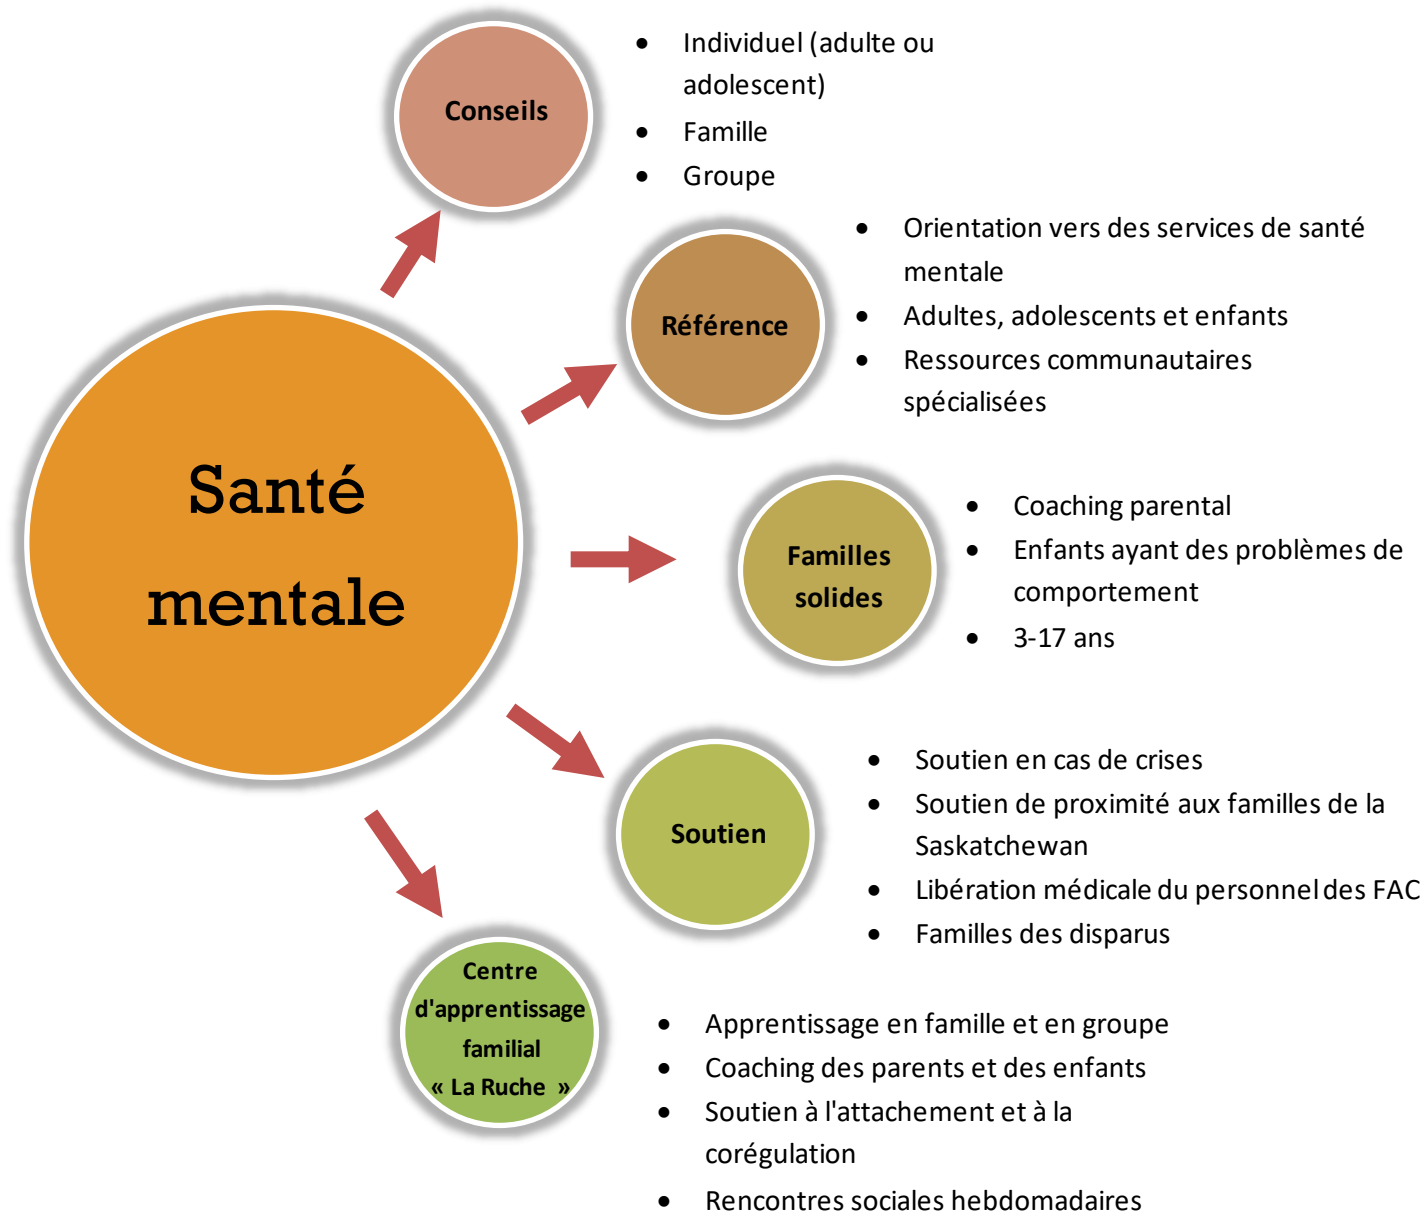 Conseils
• Individuel (adulte ou
adolescent)
• Famille
• Groupe
Référence
• Orientation vers des services de santé
mentale
• Adultes, adolescents et enfants
• Ressources communautaires
spécialisées
Santé
mentale
Familles
solides
• Coaching parental
• Enfants ayant des problèmes de
comportement
• 3-17 ans
Soutien
• Soutien en cas de crises
• Soutien de proximité aux familles de la
Saskatchewan
• Libération médicale du personnel des FAC
• Familles des disparus
Centre
d'apprentissage
familial
« La Ruche »
• Apprentissage en famille et en groupe
• Coaching des parents et des enfants
• Soutien à l'attachement et à la
corégulation
• Rencontres sociales hebdomadaires